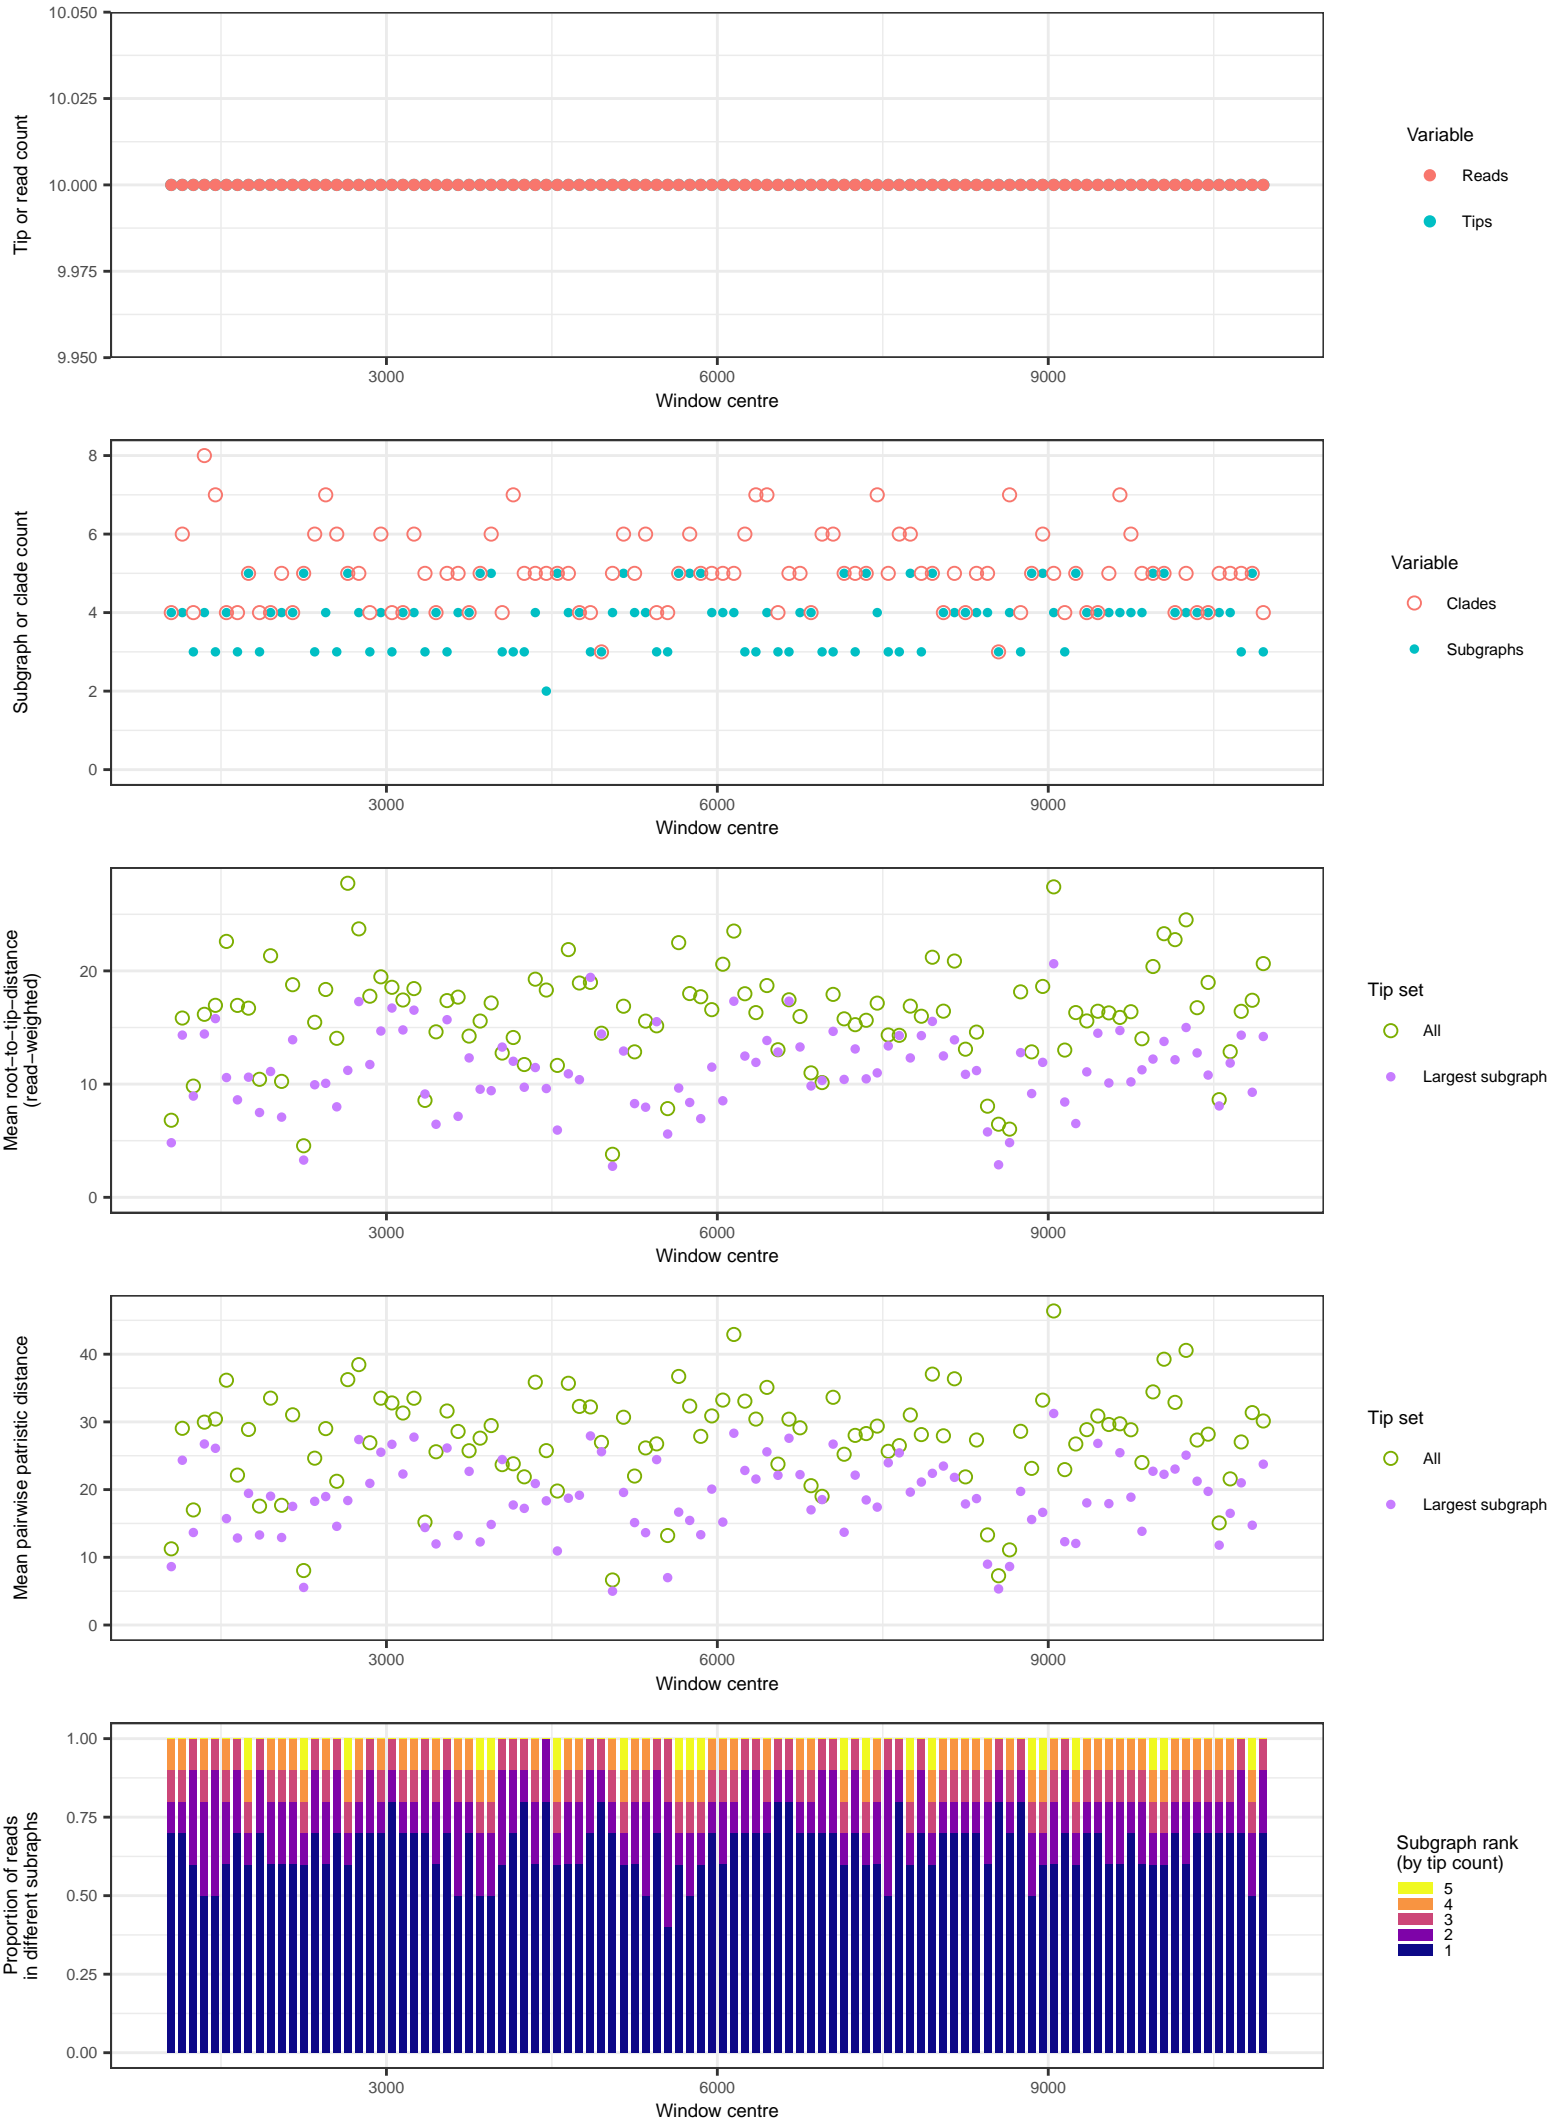 10.050
10.025
10.000
9.975
9.950
Tip or read count
3000
6000
9000
Window centre
Variable
Reads
Tips
8
6
4
2
0
Subgraph or clade count
3000
6000
9000
Window centre
Variable
Clades
Subgraphs
20
10
0
Mean root−to−tip−distance
(read−weighted)
3000
6000
9000
Window centre
Tip set
All
Largest subgraph
40
30
20
10
0
Mean pairwise patristic distance
3000
6000
9000
Window centre
Tip set
All
Largest subgraph
1.00
0.75
0.50
0.25
0.00
Proportion of reads
in different subraphs
3000
6000
9000
Window centre
Subgraph rank
(by tip count)
5
4
3
2
1